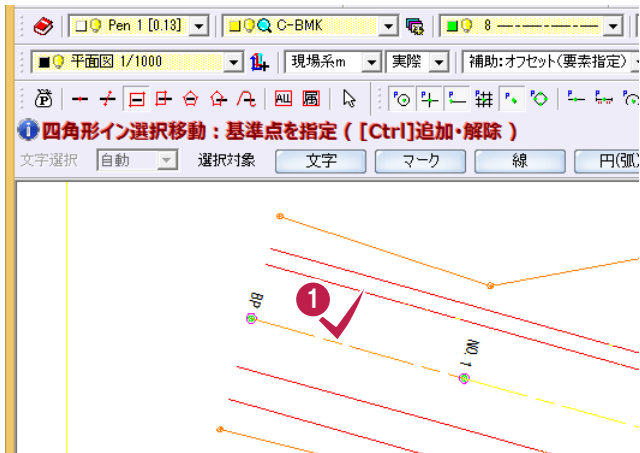 Pen 1 [0.13] C-BMK 8
平面図 1/1000 現場系m 実際 補助:オフセット(要素指定)
ALL 図
四角形イン選択移動：基準点を指定 ( [Ctrl]追加・解除 )
文字選択 自動 選択対象 文字 マーク 線 円(弧)
1
BP
NO. 1